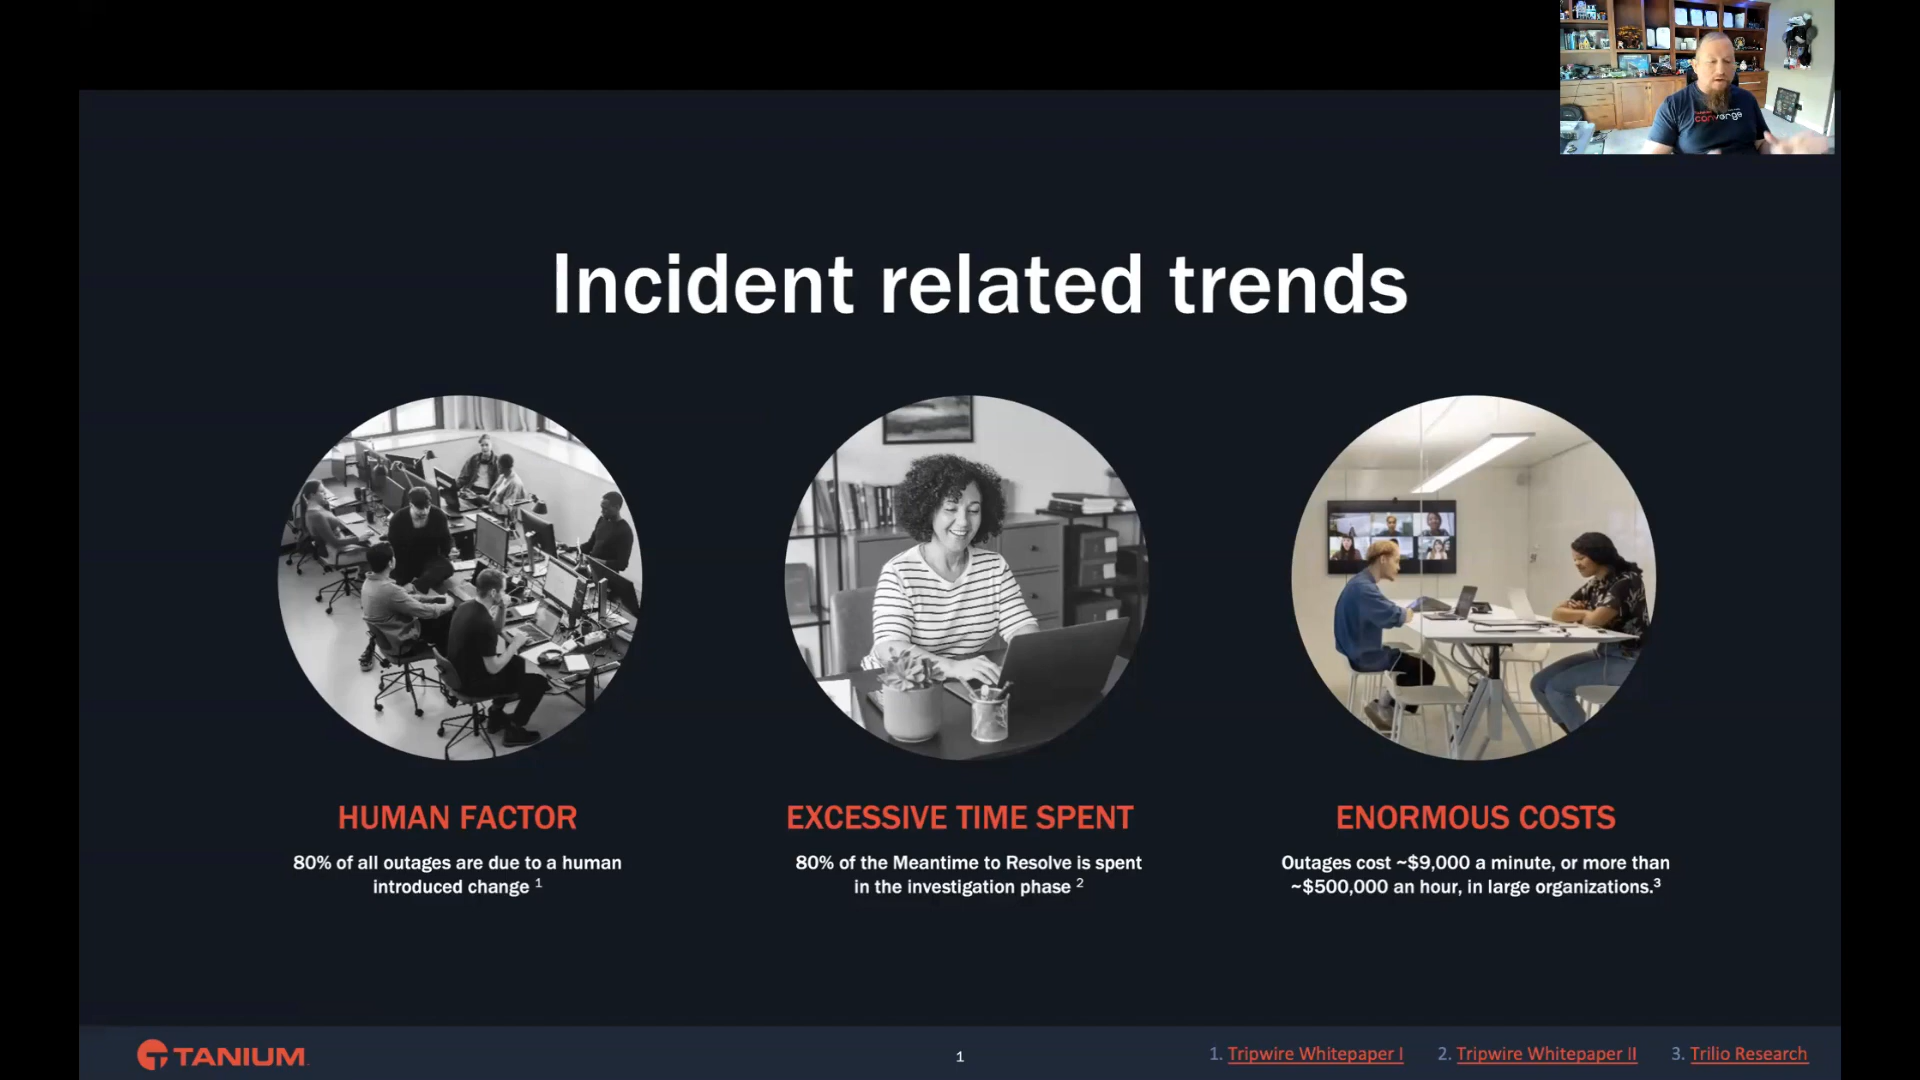 converge
Incident related trends
HUMAN FACTOR
80% of all outages are due to a human
introduced change 1
EXCESSIVE TIME SPENT
80% of the Meantime to Resolve is spent
in the investigation phase 2
ENORMOUS COSTS
Outages cost ~$9,000 a minute, or more than
~$500,000 an hour, in large organizations.3
TANIUM
1
1. Tripwire Whitepaper I
2. Tripwire Whitepaper II
3. Trilio Research